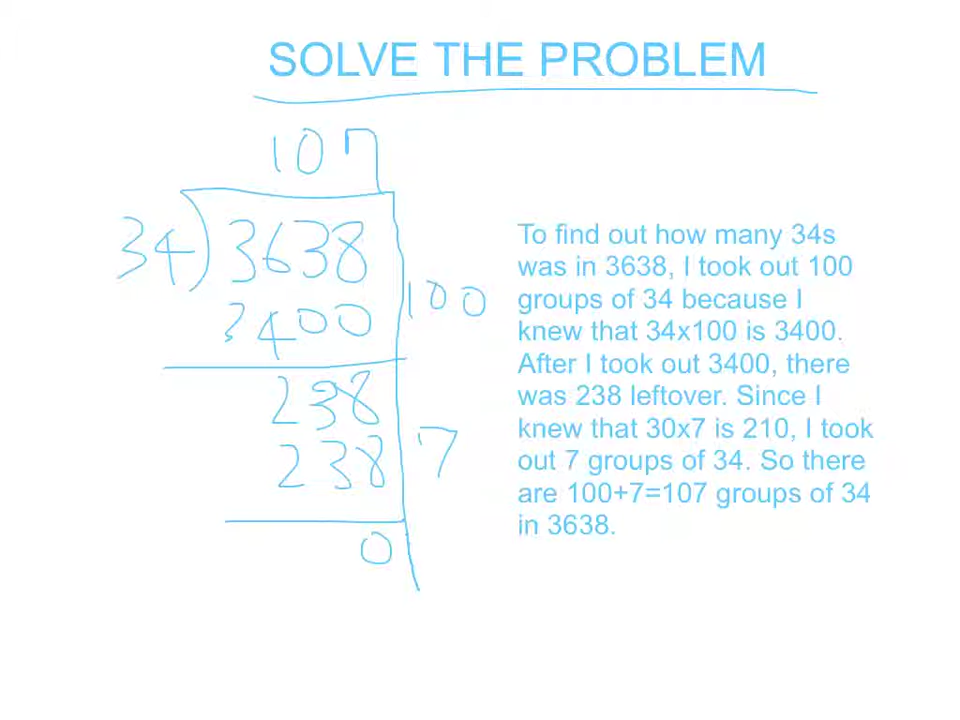 SOLVE THE PROBLEM
107
34)3638
3400 100
238
238 7
0
To find out how many 34s
was in 3638, I took out 100
groups of 34 because I
knew that 34x100 is 3400.
After I took out 3400, there
was 238 leftover. Since I
knew that 30x7 is 210, I took
out 7 groups of 34. So there
are 100+7=107 groups of 34
in 3638.